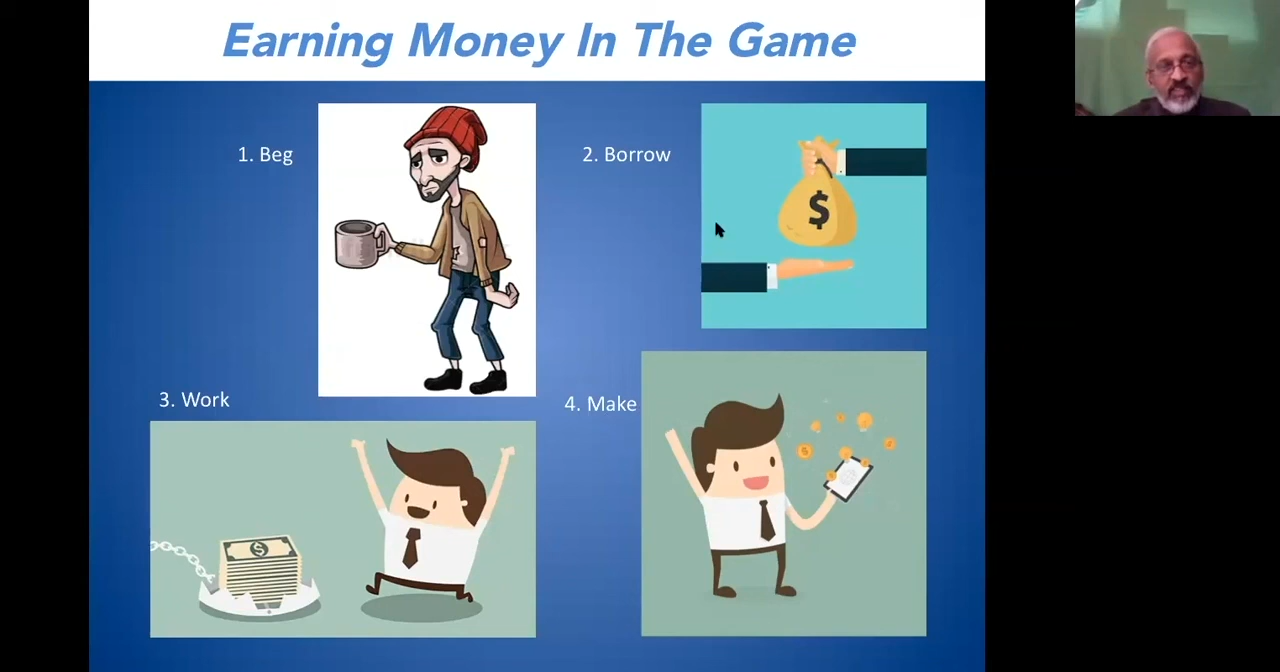 Earning Money In The Game
1. Beg
2. Borrow
$
3. Work
4. Make
$
$